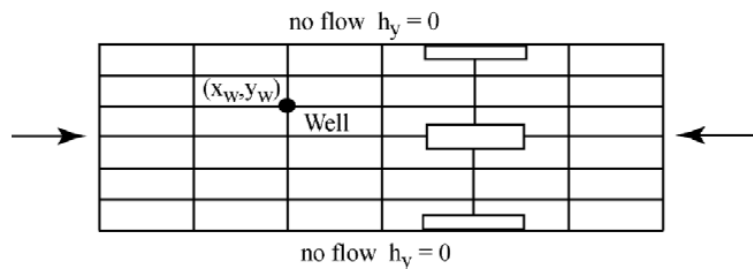 no flow h_y = 0
(x_w,y_w)
Well
no flow h_y = 0